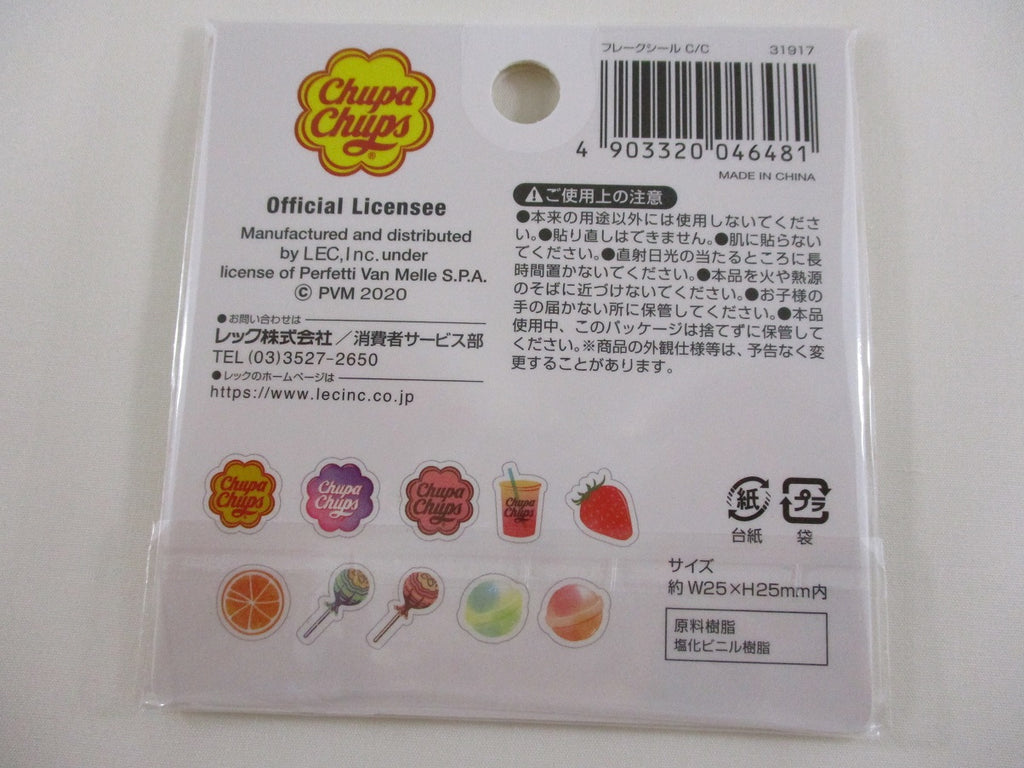 Chupa
Chups
®
Official Licensee
Manufactured and distributed
by LEC,Inc. under
license of Perfetti Van Melle S.P.A.
© PVM 2020
●お問い合わせは
レック株式会社／消費者サービス部
TEL (03)3527-2650
●レックのホームページは
https://www.lecinc.co.jp
フレークシール C/C 31917
4 903320 046481
MADE IN CHINA
ご使用上の注意
●本来の用途以外には使用しないでくださ
い。●貼り直しはできません。●肌に貼らない
でください。●直射日光の当たるところに長
時間置かないでください。●本品を火や熱源
のそばに近づけないでください。●お子様の
手の届かない所に保管してください。●本品
使用中、このパッケージは捨てずに保管して
ください。※商品の外観仕様等は、予告なく変
更することがあります。
Chupa
Chups
Chupa
Chups
Chupa
Chups
Chupa
Chups
紙
台紙
プラ
袋
サイズ
約 W25×H25mm内
原料樹脂
塩化ビニル樹脂